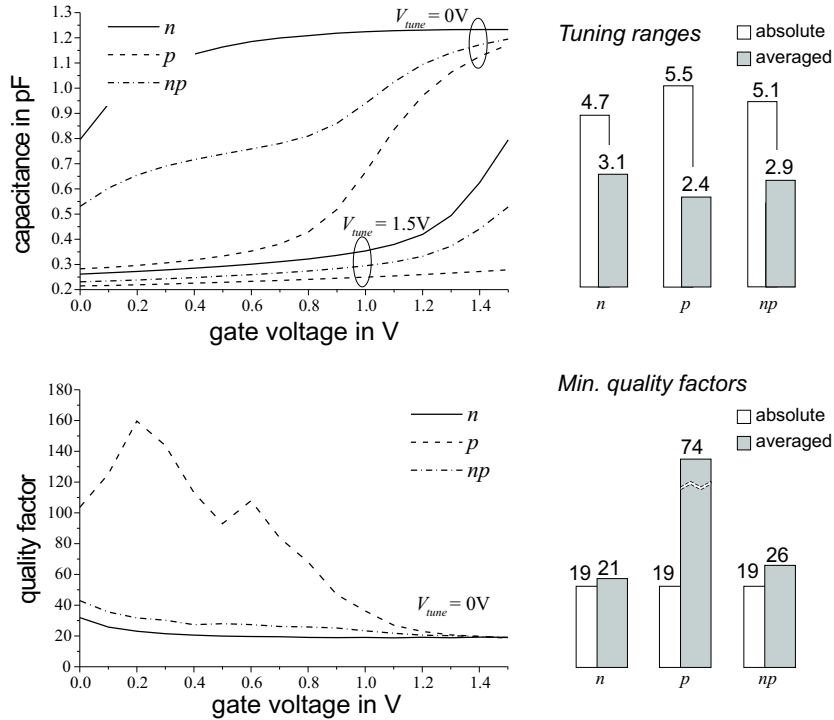 1.3
1.2
1.1
1.0
0.9
0.8
0.7
0.6
0.5
0.4
0.3
0.2
capacitance in pF
n
p
np
Vtune = 0V
Vtune = 1.5V
0.0 0.2 0.4 0.6 0.8 1.0 1.2 1.4
gate voltage in V
Tuning ranges
absolute
averaged
4.7 3.1
5.5 2.4
5.1 2.9
n p np
180
160
140
120
100
80
60
40
20
0
quality factor
n
p
np
Vtune = 0V
0.0 0.2 0.4 0.6 0.8 1.0 1.2 1.4
gate voltage in V
Min. quality factors
absolute
averaged
19 21
19 74
19 26
n p np